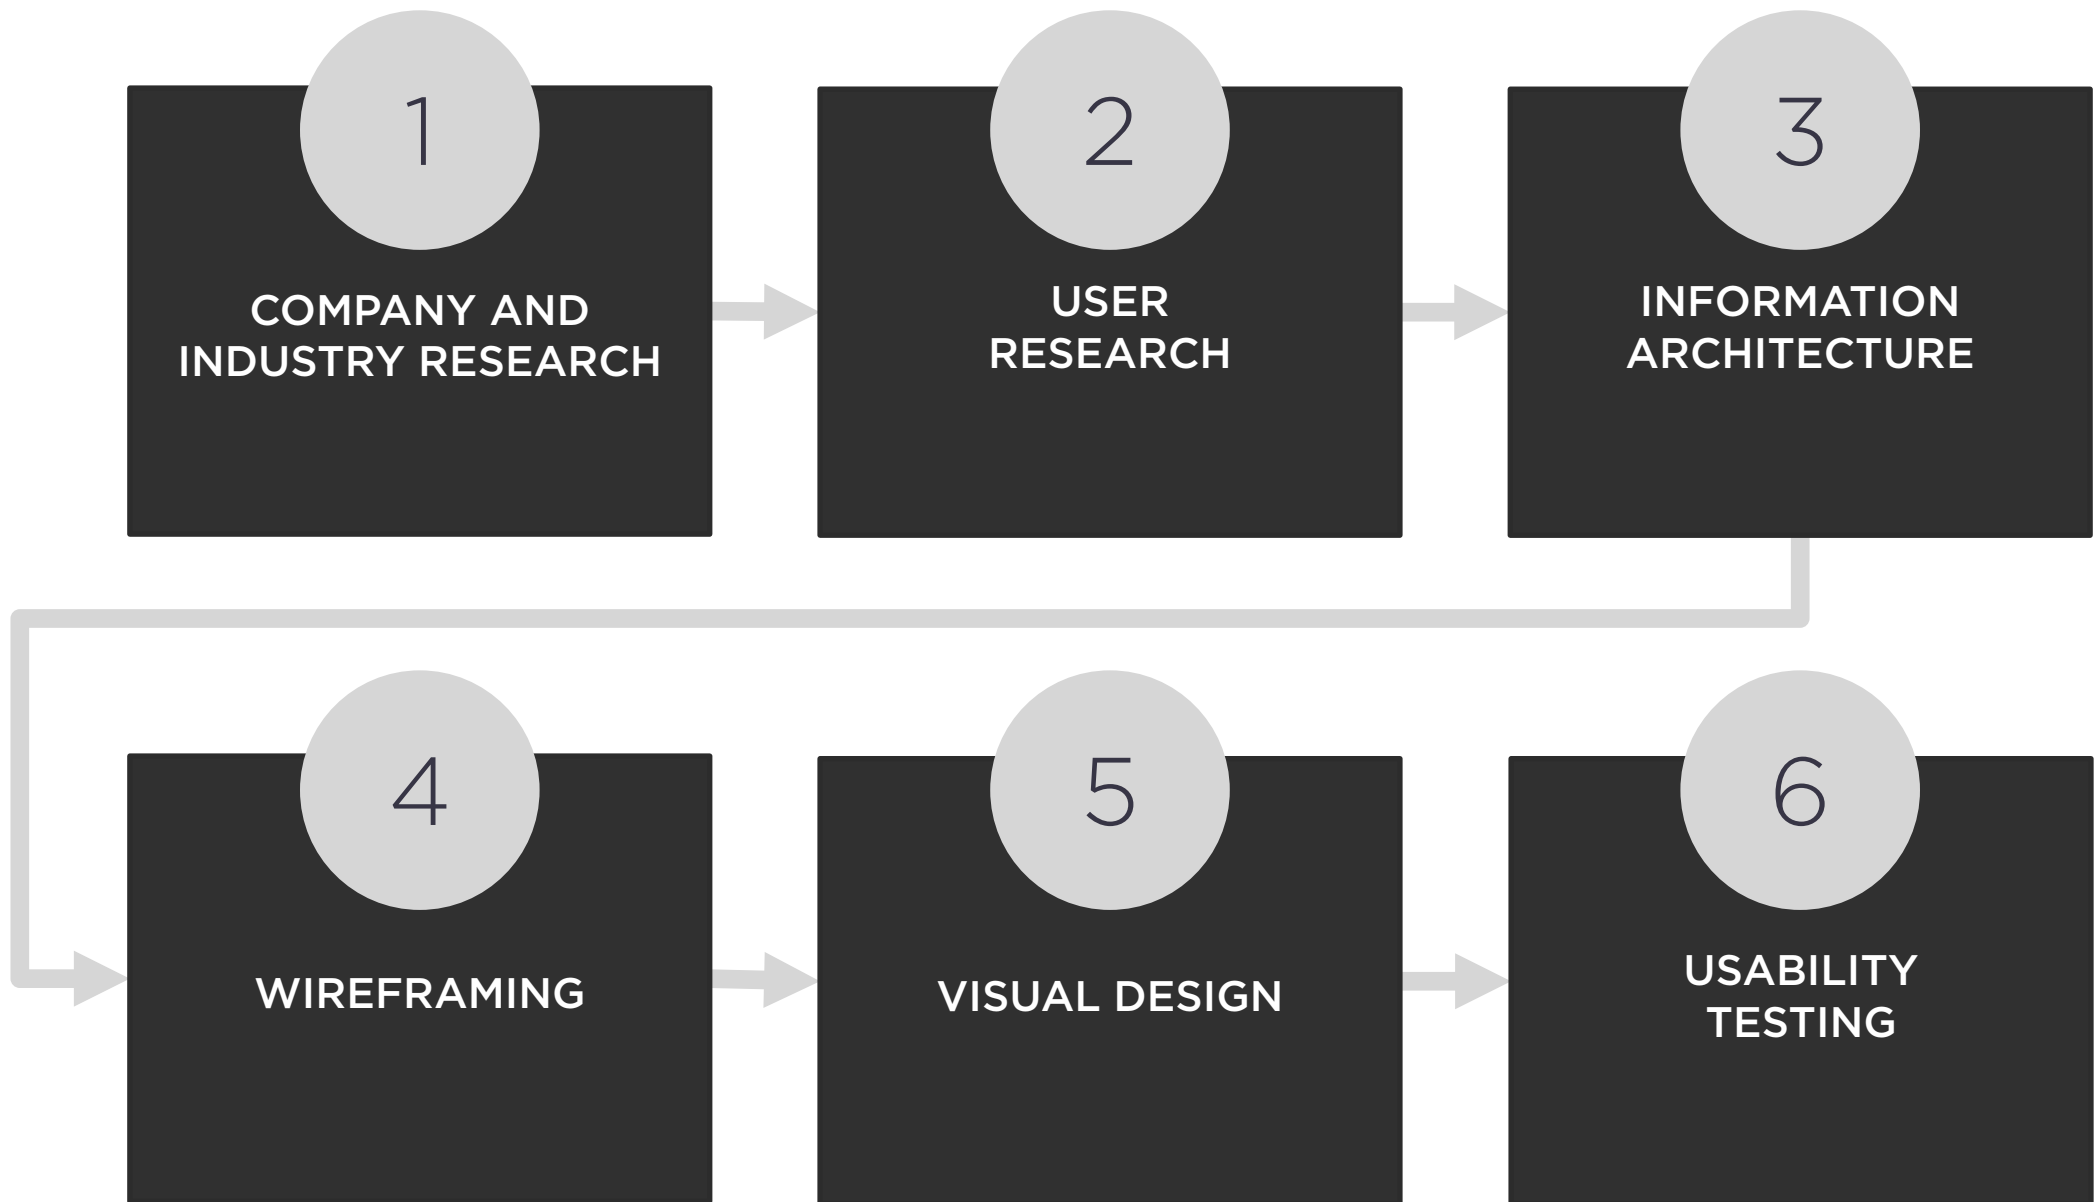 1
COMPANY AND
INDUSTRY RESEARCH
2
USER
RESEARCH
3
INFORMATION
ARCHITECTURE
4
WIREFRAMING
5
VISUAL DESIGN
6
USABILITY
TESTING